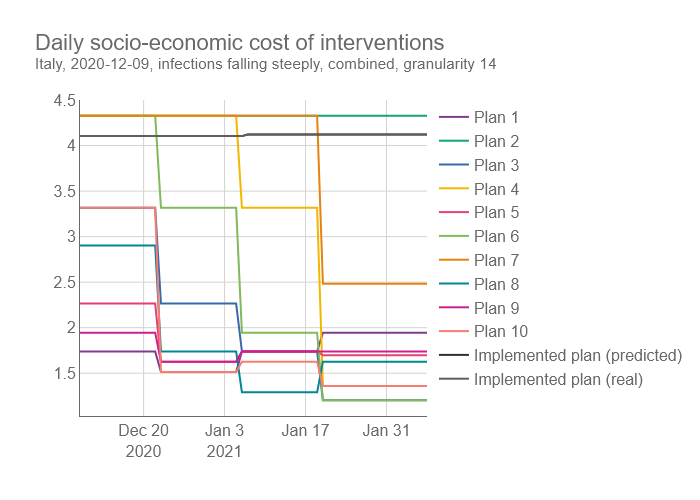 Daily socio-economic cost of interventions
Italy, 2020-12-09, infections falling steeply, combined, granularity 14
4.5
4
3.5
3
2.5
2
1.5
Dec 20
2020
Jan 3
2021
Jan 17
Jan 31
Plan 1
Plan 2
Plan 3
Plan 4
Plan 5
Plan 6
Plan 7
Plan 8
Plan 9
Plan 10
Implemented plan (predicted)
Implemented plan (real)